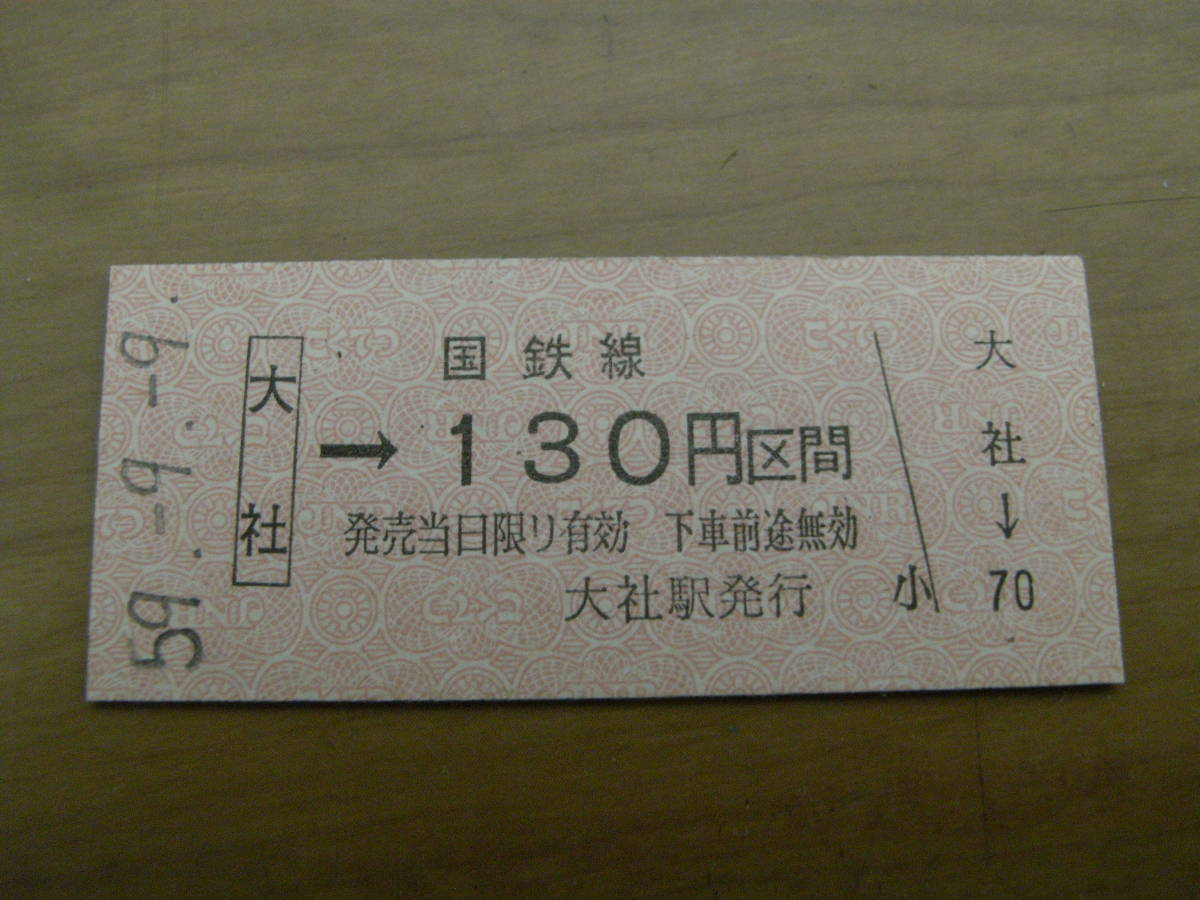 59.-9.-9.
大社
国鉄線
→130円区間
発売当日限リ有効 下車前途無効
大社駅発行
小
大社↓70